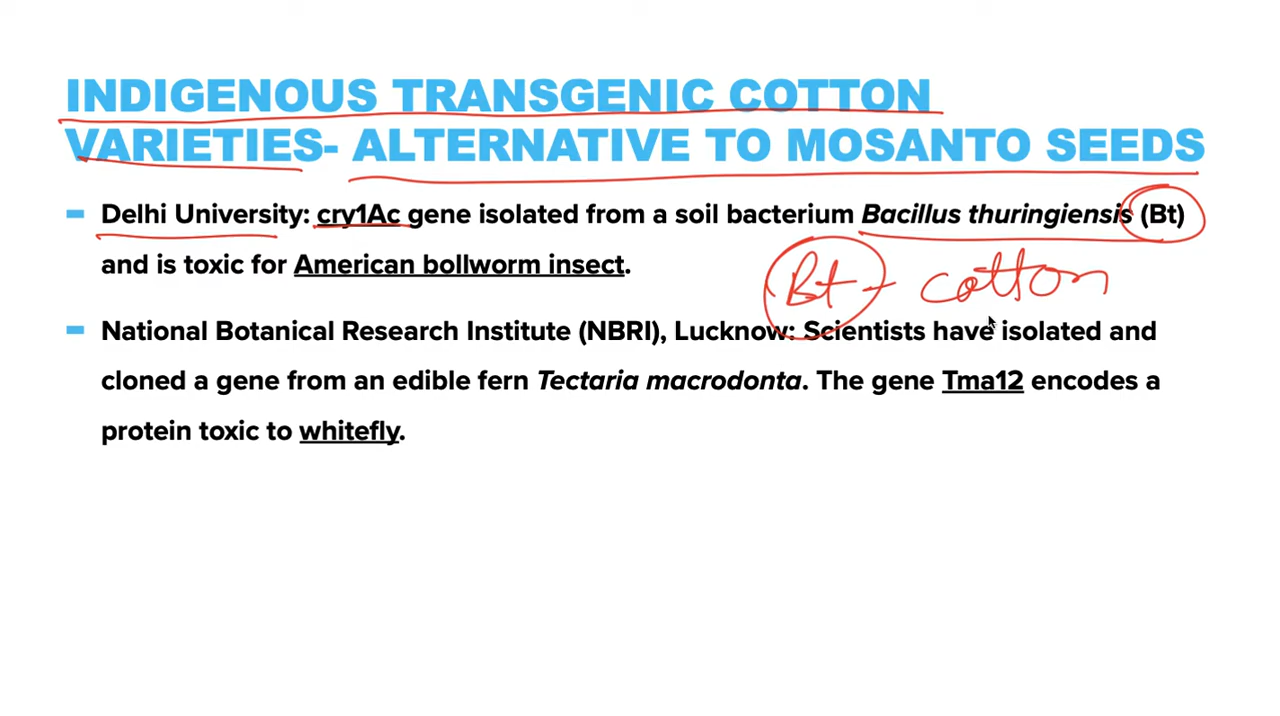 INDIGENOUS TRANSGENIC COTTON
VARIETIES- ALTERNATIVE TO MOSANTO SEEDS
Delhi University: cry1Ac gene isolated from a soil bacterium Bacillus thuringiensis (Bt)
and is toxic for American bollworm insect.
Bt - cotton
National Botanical Research Institute (NBRI), Lucknow: Scientists have isolated and
cloned a gene from an edible fern Tectaria macrodonta. The gene Tma12 encodes a
protein toxic to whitefly.